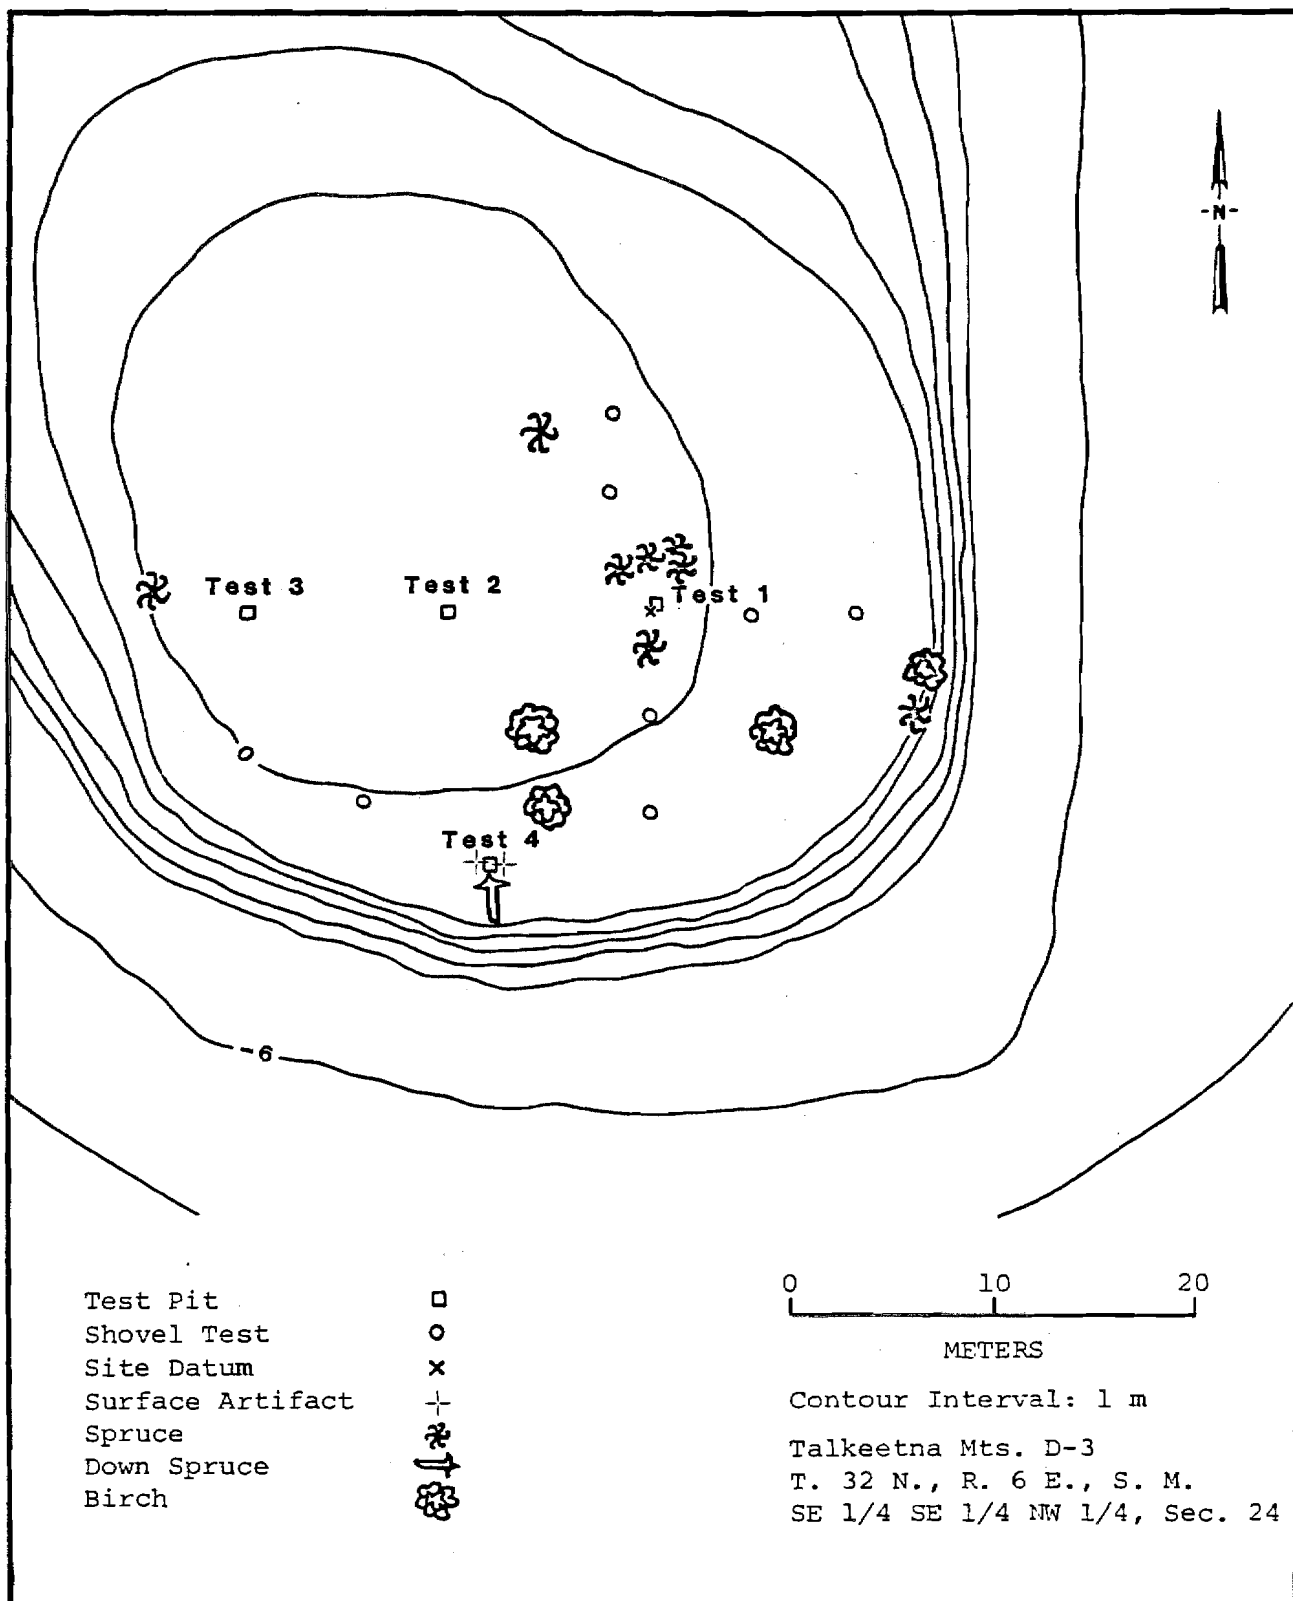 -N-
Test 3
Test 2
Test 1
Test 4
-6
Test Pit
Shovel Test
Site Datum
Surface Artifact
Spruce
Down Spruce
Birch
0 10 20
METERS
Contour Interval: 1 m
Talkeetna Mts. D-3
T. 32 N., R. 6 E., S. M.
SE 1/4 SE 1/4 NW 1/4, Sec. 24